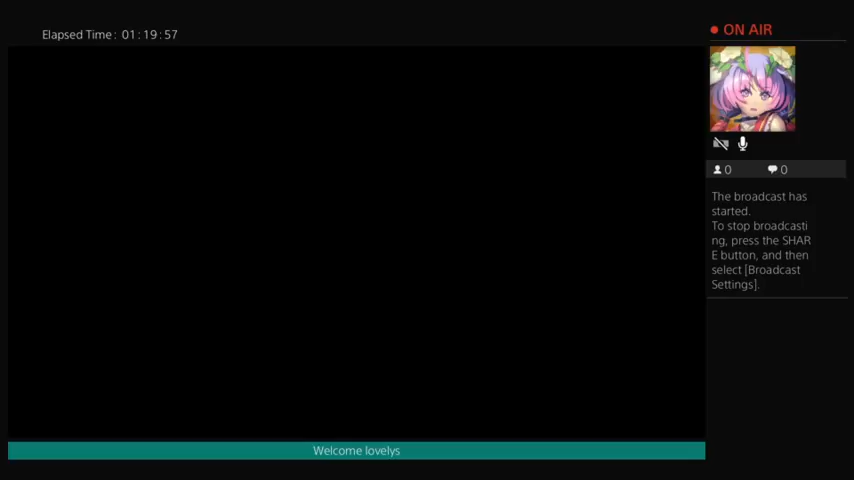 Elapsed Time: 01:19:57
ON AIR
0 0
The broadcast has
started.
To stop broadcasti
ng, press the SHAR
E button, and then
select [Broadcast
Settings].
Welcome lovelys